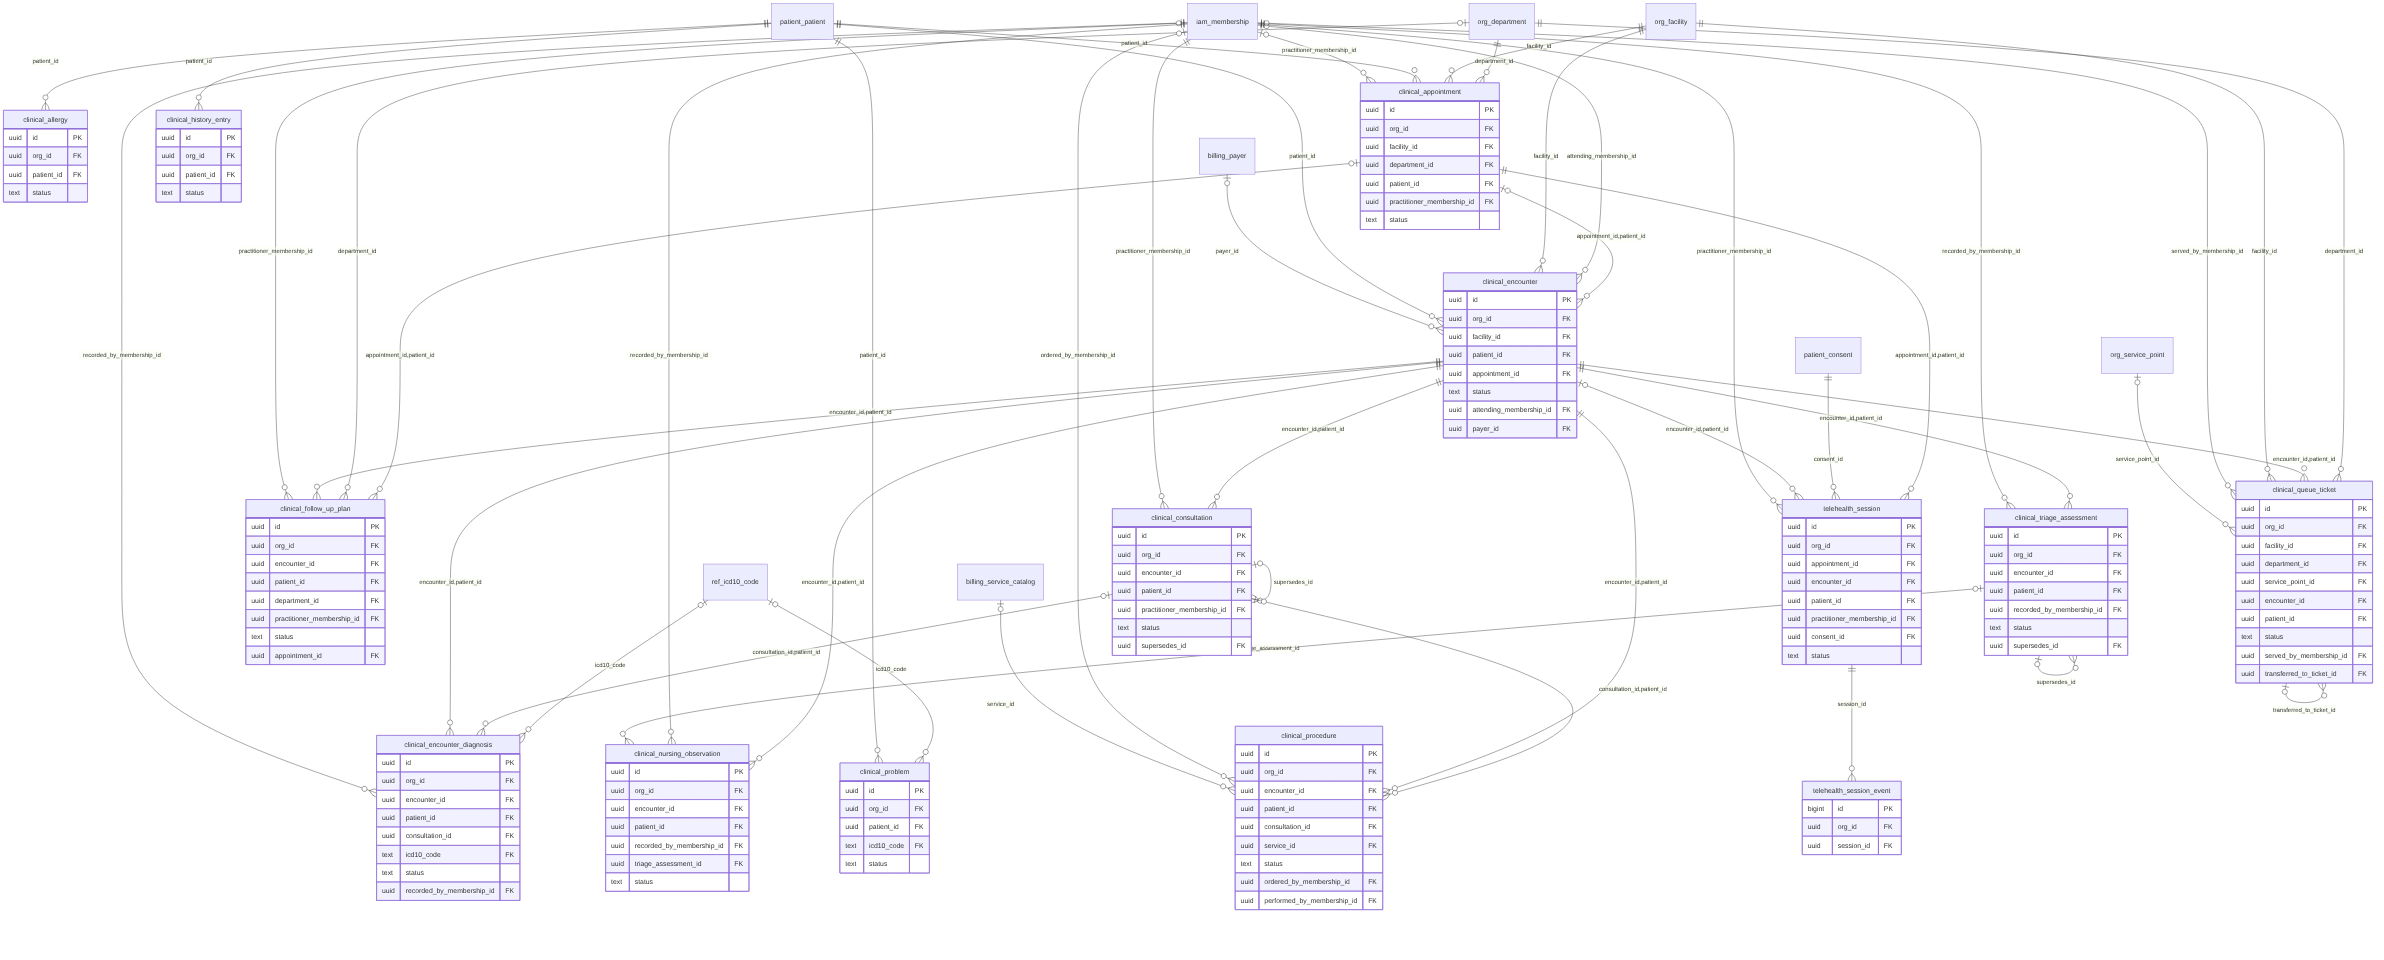 patient_patient
iam_membership
org_department
org_facility
patient_id
patient_id
patient_id
practitioner_membership_id
facility_id
department_id
clinical_allergy
uuid id PK
uuid org_id FK
uuid patient_id FK
text status
clinical_history_entry
uuid id PK
uuid org_id FK
uuid patient_id FK
text status
clinical_appointment
uuid id PK
uuid org_id FK
uuid facility_id FK
uuid department_id FK
uuid patient_id FK
uuid practitioner_membership_id FK
text status
billing_payer
patient_id
facility_id
attending_membership_id
practitioner_membership_id
department_id
practitioner_membership_id
payer_id
appointment_id,patient_id
practitioner_membership_id
recorded_by_membership_id
served_by_membership_id
facility_id
department_id
clinical_encounter
uuid id PK
uuid org_id FK
uuid facility_id FK
uuid patient_id FK
uuid appointment_id FK
text status
uuid attending_membership_id FK
uuid payer_id FK
recorded_by_membership_id
appointment_id,patient_id
recorded_by_membership_id
patient_id
ordered_by_membership_id
patient_consent
appointment_id,patient_id
org_service_point
encounter_id,patient_id
encounter_id,patient_id
encounter_id,patient_id
consent_id
encounter_id,patient_id
service_point_id
encounter_id,patient_id
clinical_follow_up_plan
uuid id PK
uuid org_id FK
uuid encounter_id FK
uuid patient_id FK
uuid department_id FK
uuid practitioner_membership_id FK
text status
uuid appointment_id FK
clinical_consultation
uuid id PK
uuid org_id FK
uuid encounter_id FK
uuid patient_id FK
uuid practitioner_membership_id FK
text status
uuid supersedes_id FK
supersedes_id
telehealth_session
uuid id PK
uuid org_id FK
uuid appointment_id FK
uuid encounter_id FK
uuid patient_id FK
uuid practitioner_membership_id FK
uuid consent_id FK
text status
clinical_triage_assessment
uuid id PK
uuid org_id FK
uuid encounter_id FK
uuid patient_id FK
uuid recorded_by_membership_id FK
text status
uuid supersedes_id FK
supersedes_id
clinical_queue_ticket
uuid id PK
uuid org_id FK
uuid facility_id FK
uuid department_id FK
uuid service_point_id FK
uuid encounter_id FK
uuid patient_id FK
text status
uuid served_by_membership_id FK
uuid transferred_to_ticket_id FK
transferred_to_ticket_id
encounter_id,patient_id
encounter_id,patient_id
encounter_id,patient_id
ref_icd10_code
billing_service_catalog
consultation_id,patient_id
icd10_code
icd10_code
e_assessment_id
service_id
consultation_id,patient_id
session_id
clinical_encounter_diagnosis
uuid id PK
uuid org_id FK
uuid encounter_id FK
uuid patient_id FK
uuid consultation_id FK
text icd10_code FK
text status
uuid recorded_by_membership_id FK
clinical_nursing_observation
uuid id PK
uuid org_id FK
uuid encounter_id FK
uuid patient_id FK
uuid recorded_by_membership_id FK
uuid triage_assessment_id FK
text status
clinical_problem
uuid id PK
uuid org_id FK
uuid patient_id FK
text icd10_code FK
text status
clinical_procedure
uuid id PK
uuid org_id FK
uuid encounter_id FK
uuid patient_id FK
uuid consultation_id FK
uuid service_id FK
text status
uuid ordered_by_membership_id FK
uuid performed_by_membership_id FK
telehealth_session_event
bigint id PK
uuid org_id FK
uuid session_id FK